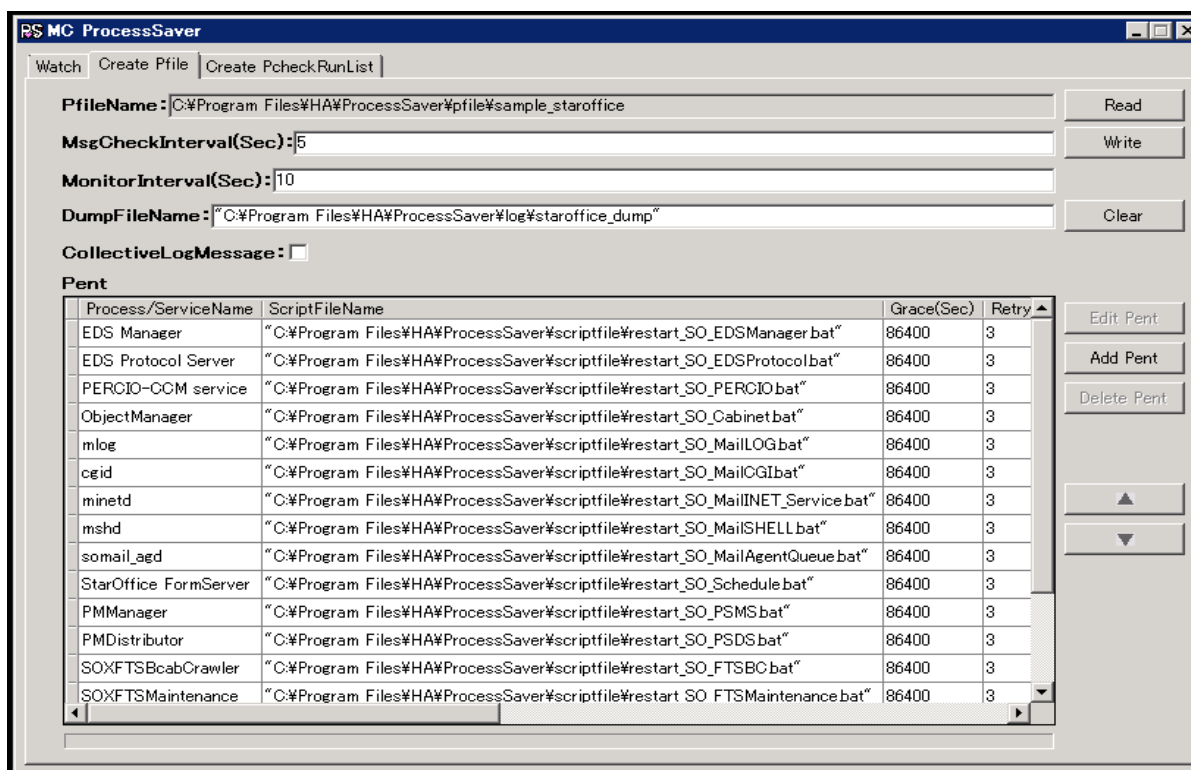 MC ProcessSaver
Watch Create Pfile Create PcheckRunList
PfileName: C:¥Program Files¥HA¥ProcessSaver¥pfile¥sample_staroffice Read
MsgCheckInterval(Sec): 5 Write
MonitorInterval(Sec): 10
DumpFileName: "C:¥Program Files¥HA¥ProcessSaver¥log¥staroffice_dump" Clear
CollectiveLogMessage:
Pent
Process/ServiceName ScriptFileName Grace(Sec) Retry
Edit Pent
EDS Manager "C:¥Program Files¥HA¥ProcessSaver¥scriptfile¥restart_SO_EDSManager.bat" 86400 3
EDS Protocol Server "C:¥Program Files¥HA¥ProcessSaver¥scriptfile¥restart_SO_EDSProtocol.bat" 86400 3
Add Pent
PERCIO-CCM service "C:¥Program Files¥HA¥ProcessSaver¥scriptfile¥restart_SO_PERCIO.bat" 86400 3
Delete Pent
ObjectManager "C:¥Program Files¥HA¥ProcessSaver¥scriptfile¥restart_SO_Cabinet.bat" 86400 3
mlog "C:¥Program Files¥HA¥ProcessSaver¥scriptfile¥restart_SO_MailLOG.bat" 86400 3
cgid "C:¥Program Files¥HA¥ProcessSaver¥scriptfile¥restart_SO_MailCGI.bat" 86400 3
minetd "C:¥Program Files¥HA¥ProcessSaver¥scriptfile¥restart_SO_MailINET_Service.bat" 86400 3
mshd "C:¥Program Files¥HA¥ProcessSaver¥scriptfile¥restart_SO_MailSHELL.bat" 86400 3
somail_agd "C:¥Program Files¥HA¥ProcessSaver¥scriptfile¥restart_SO_MailAgentQueue.bat" 86400 3
StarOffice FormServer "C:¥Program Files¥HA¥ProcessSaver¥scriptfile¥restart_SO_Schedule.bat" 86400 3
PMManager "C:¥Program Files¥HA¥ProcessSaver¥scriptfile¥restart_SO_PSMS.bat" 86400 3
PMDistributor "C:¥Program Files¥HA¥ProcessSaver¥scriptfile¥restart_SO_PSDS.bat" 86400 3
SOXFTSBcabCrawler "C:¥Program Files¥HA¥ProcessSaver¥scriptfile¥restart_SO_FTSBC.bat" 86400 3
SOXFTSMaintenance "C:¥Program Files¥HA¥ProcessSaver¥scriptfile¥restart_SO_FTSMaintenance.bat" 86400 3